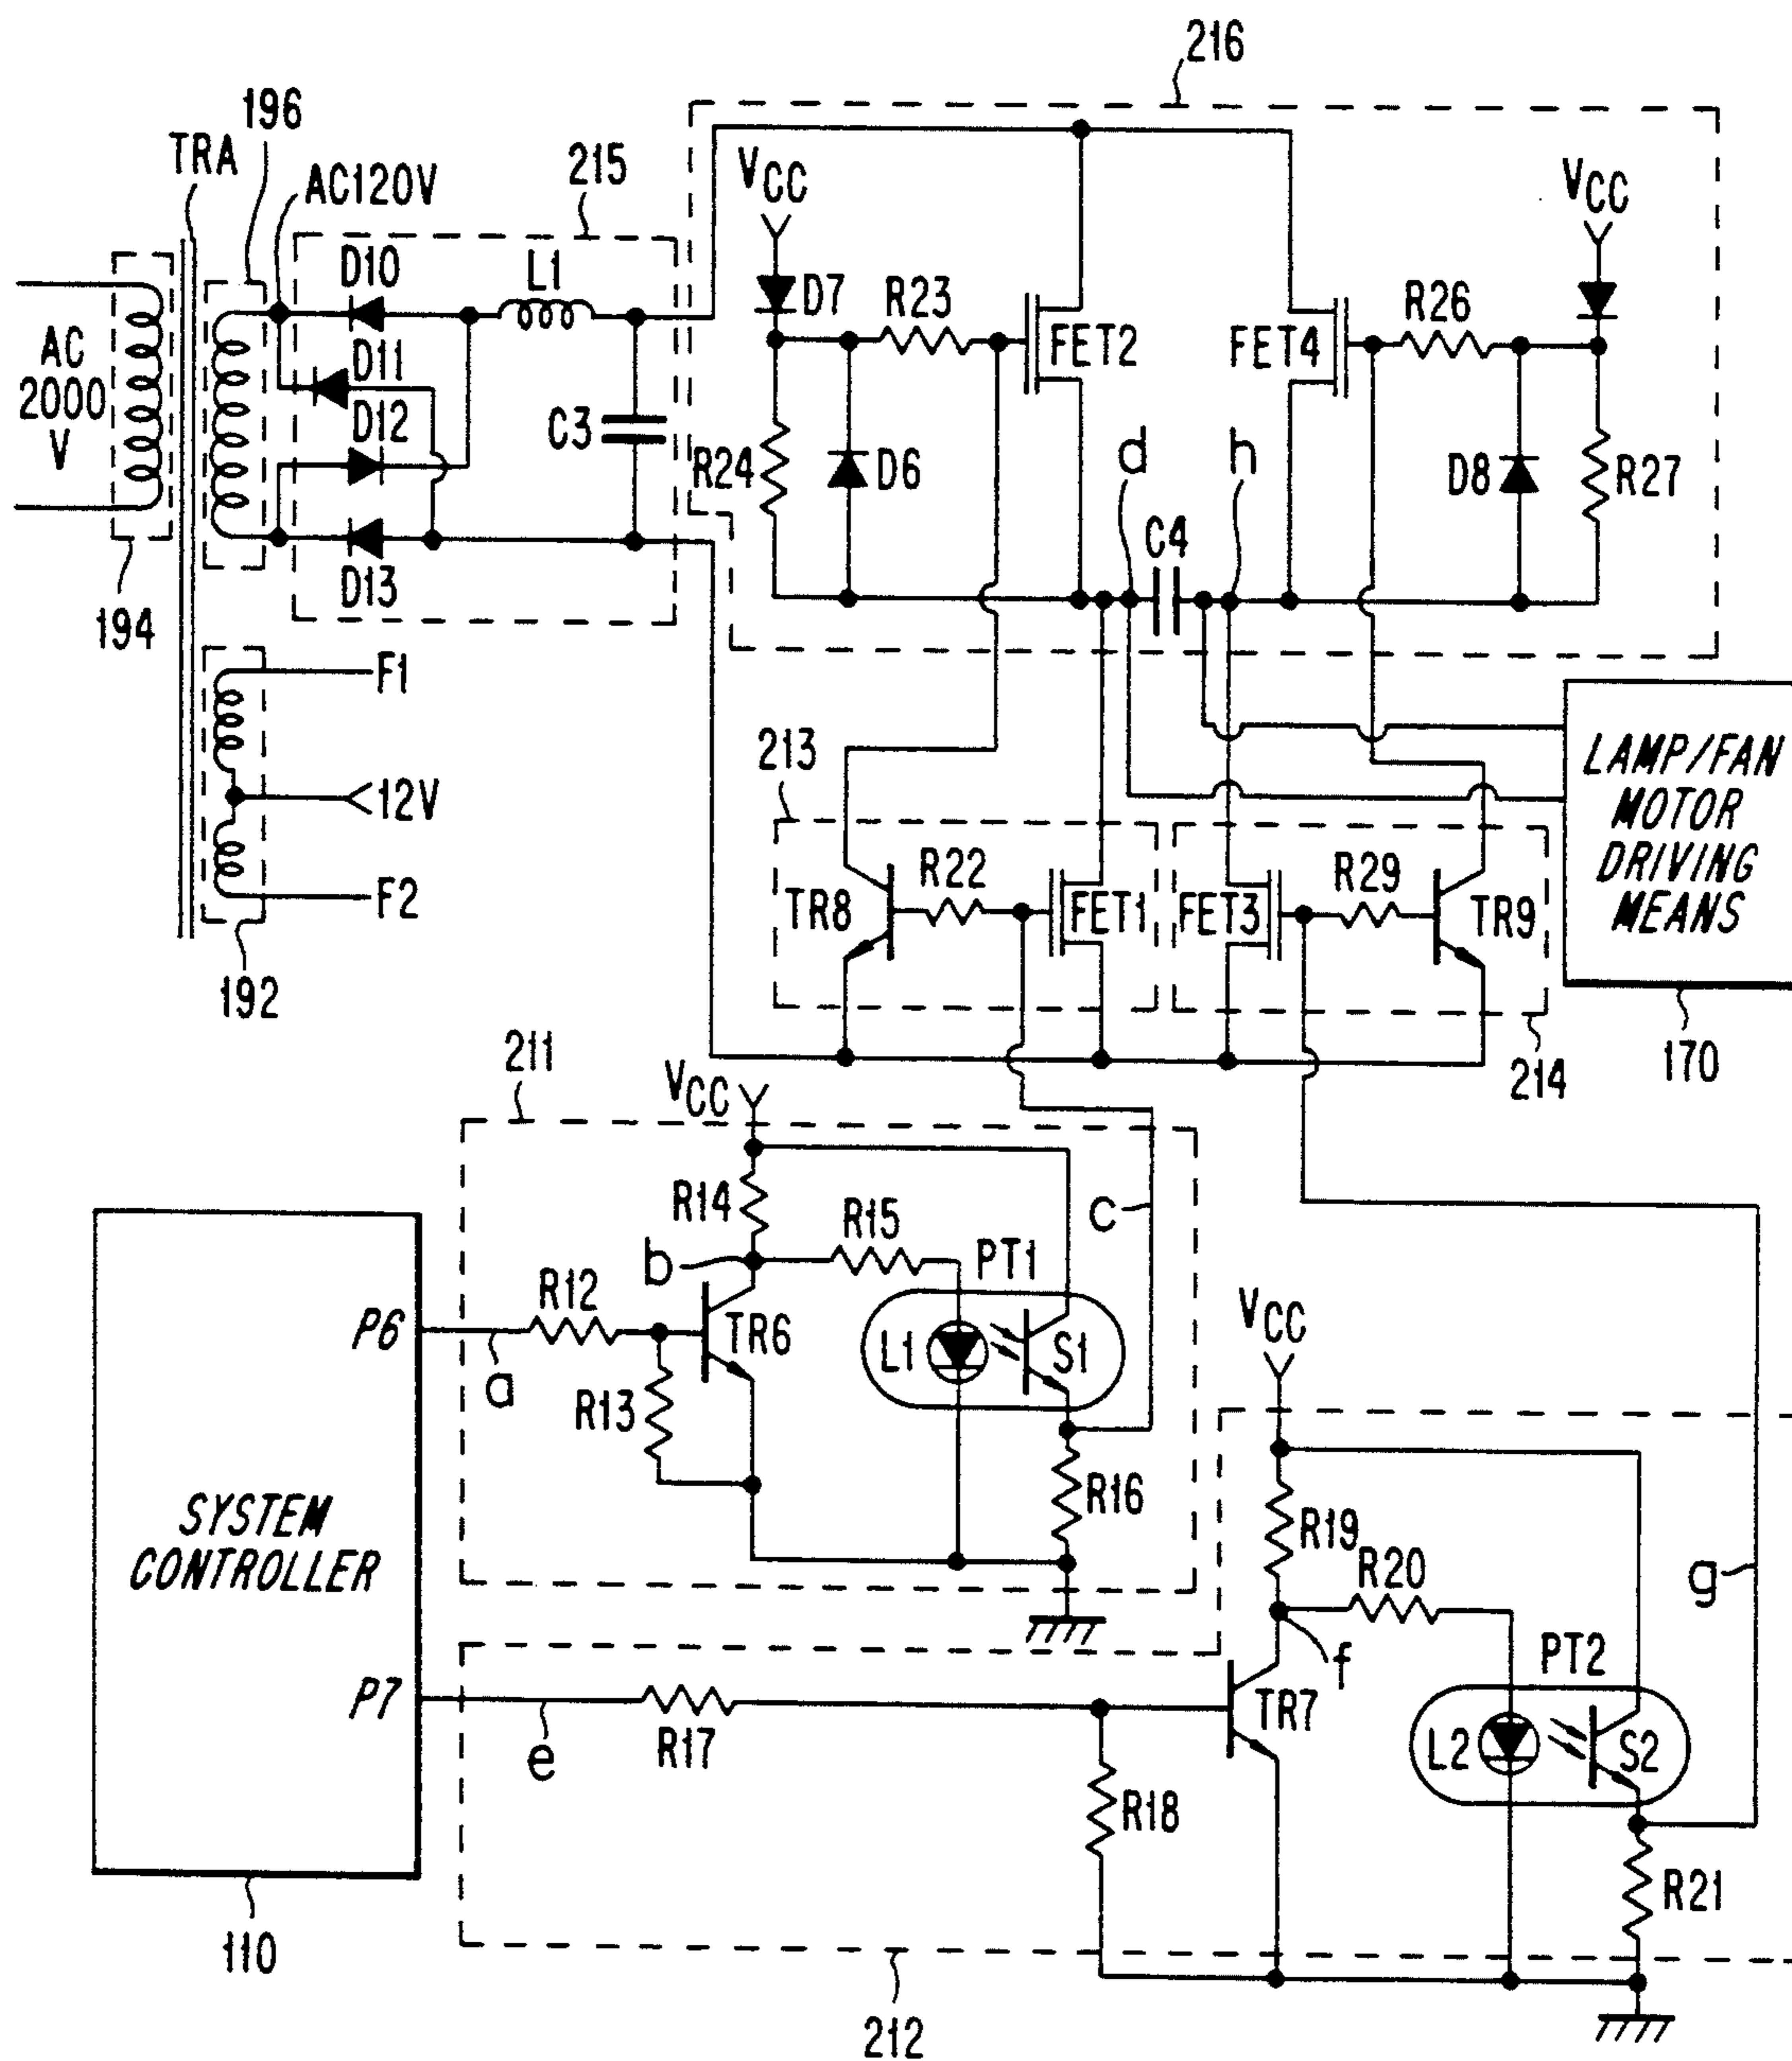 216
196
TRA
AC120V
215
VCC
VCC
D10
L1
D7
R23
R26
AC
2000
V
D11
FET2
FET4
D12
C3
R24
D6
d
h
D8
R27
C4
D13
194
F1
12V
F2
192
213
LAMP/FAN
MOTOR
DRIVING
MEANS
R22
R29
TR8
FET1
FET3
TR9
170
214
211
VCC
R14
R15
c
b
PT1
R12
P6
TR6
L1
S1
a
R13
VCC
R16
SYSTEM
CONTROLLER
R19
R20
g
f
PT2
P7
TR7
e
R17
L2
S2
R18
R21
110
212